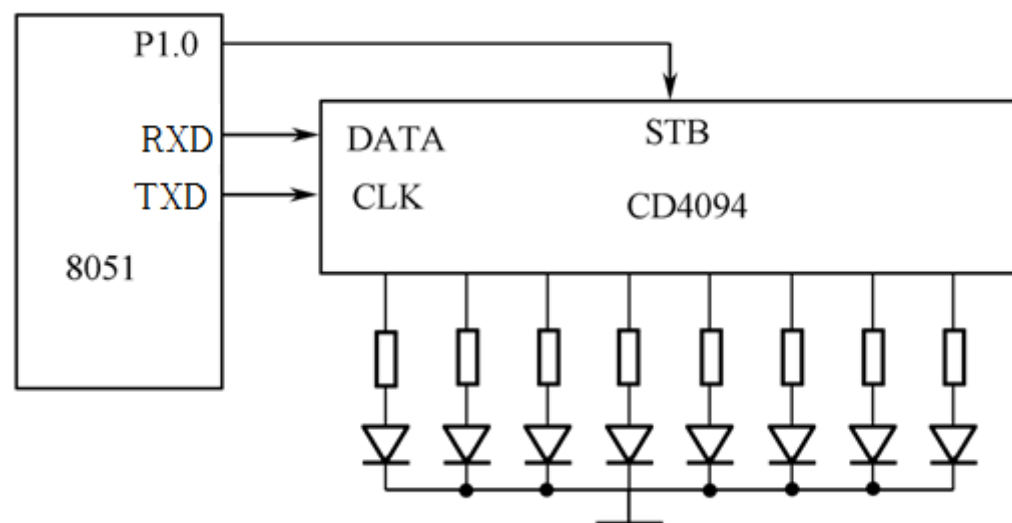 P1.0
RXD
TXD
8051
DATA
CLK
STB
CD4094